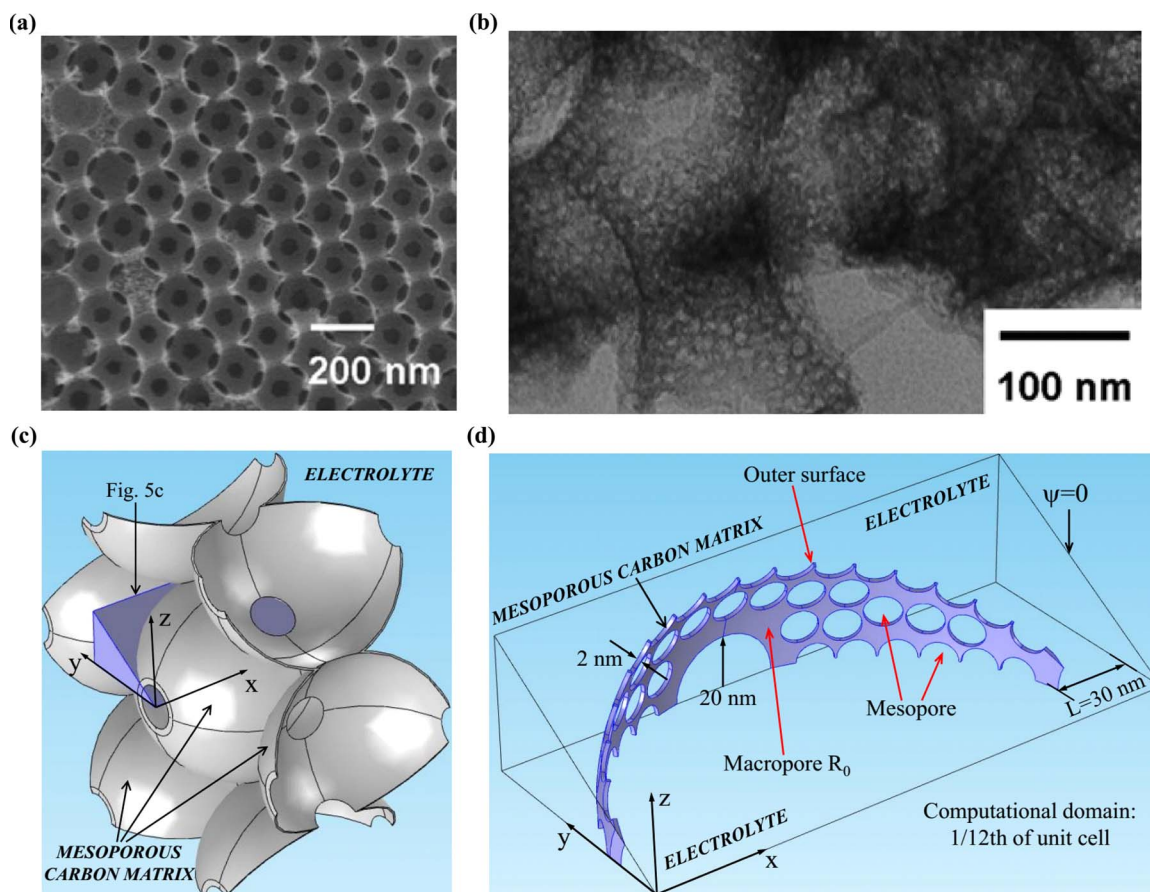 (a)
200 nm
(b)
100 nm
(c)
ELECTROLYTE
Fig. 5c
z
y
x
MESOPOROUS
CARBON MATRIX
(d)
Outer surface
ψ=0
MESOPOROUS CARBON MATRIX
ELECTROLYTE
2 nm
20 nm
L=30 nm
Mesopore
Macropore R₀
z
y
x
ELECTROLYTE
Computational domain:
1/12th of unit cell